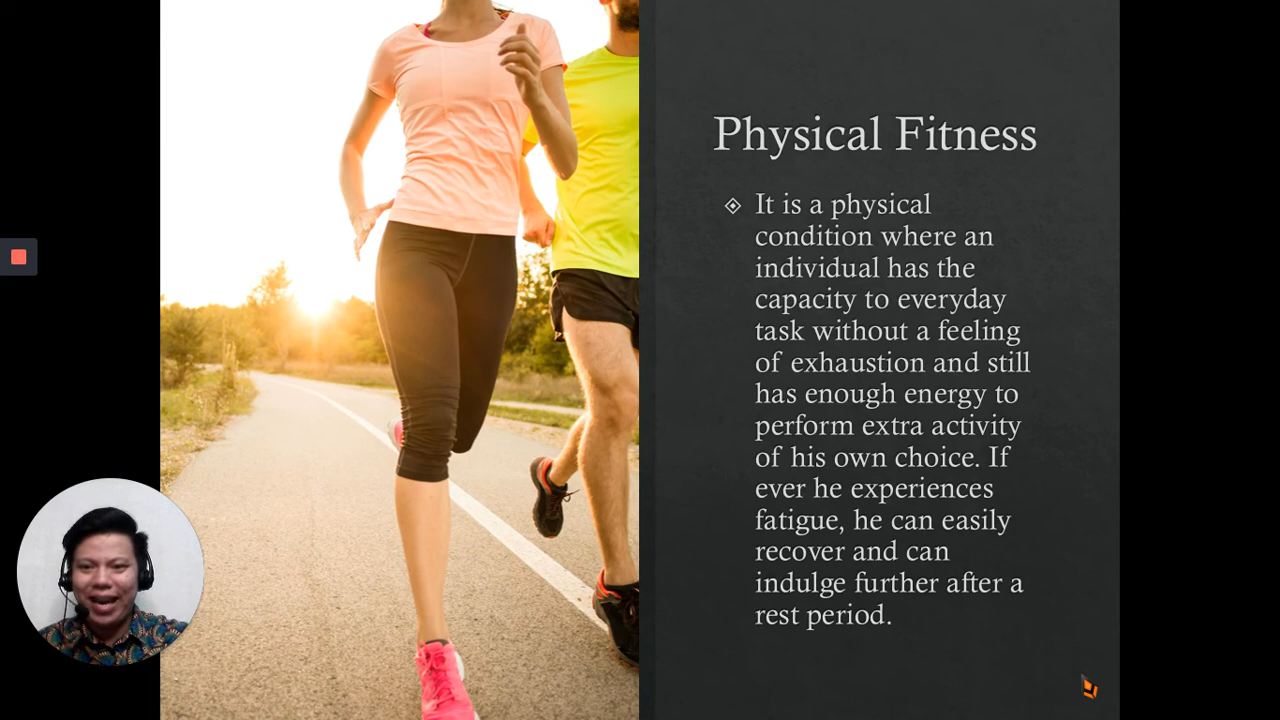 Physical Fitness
It is a physical
condition where an
individual has the
capacity to everyday
task without a feeling
of exhaustion and still
has enough energy to
perform extra activity
of his own choice. If
ever he experiences
fatigue, he can easily
recover and can
indulge further after a
rest period.